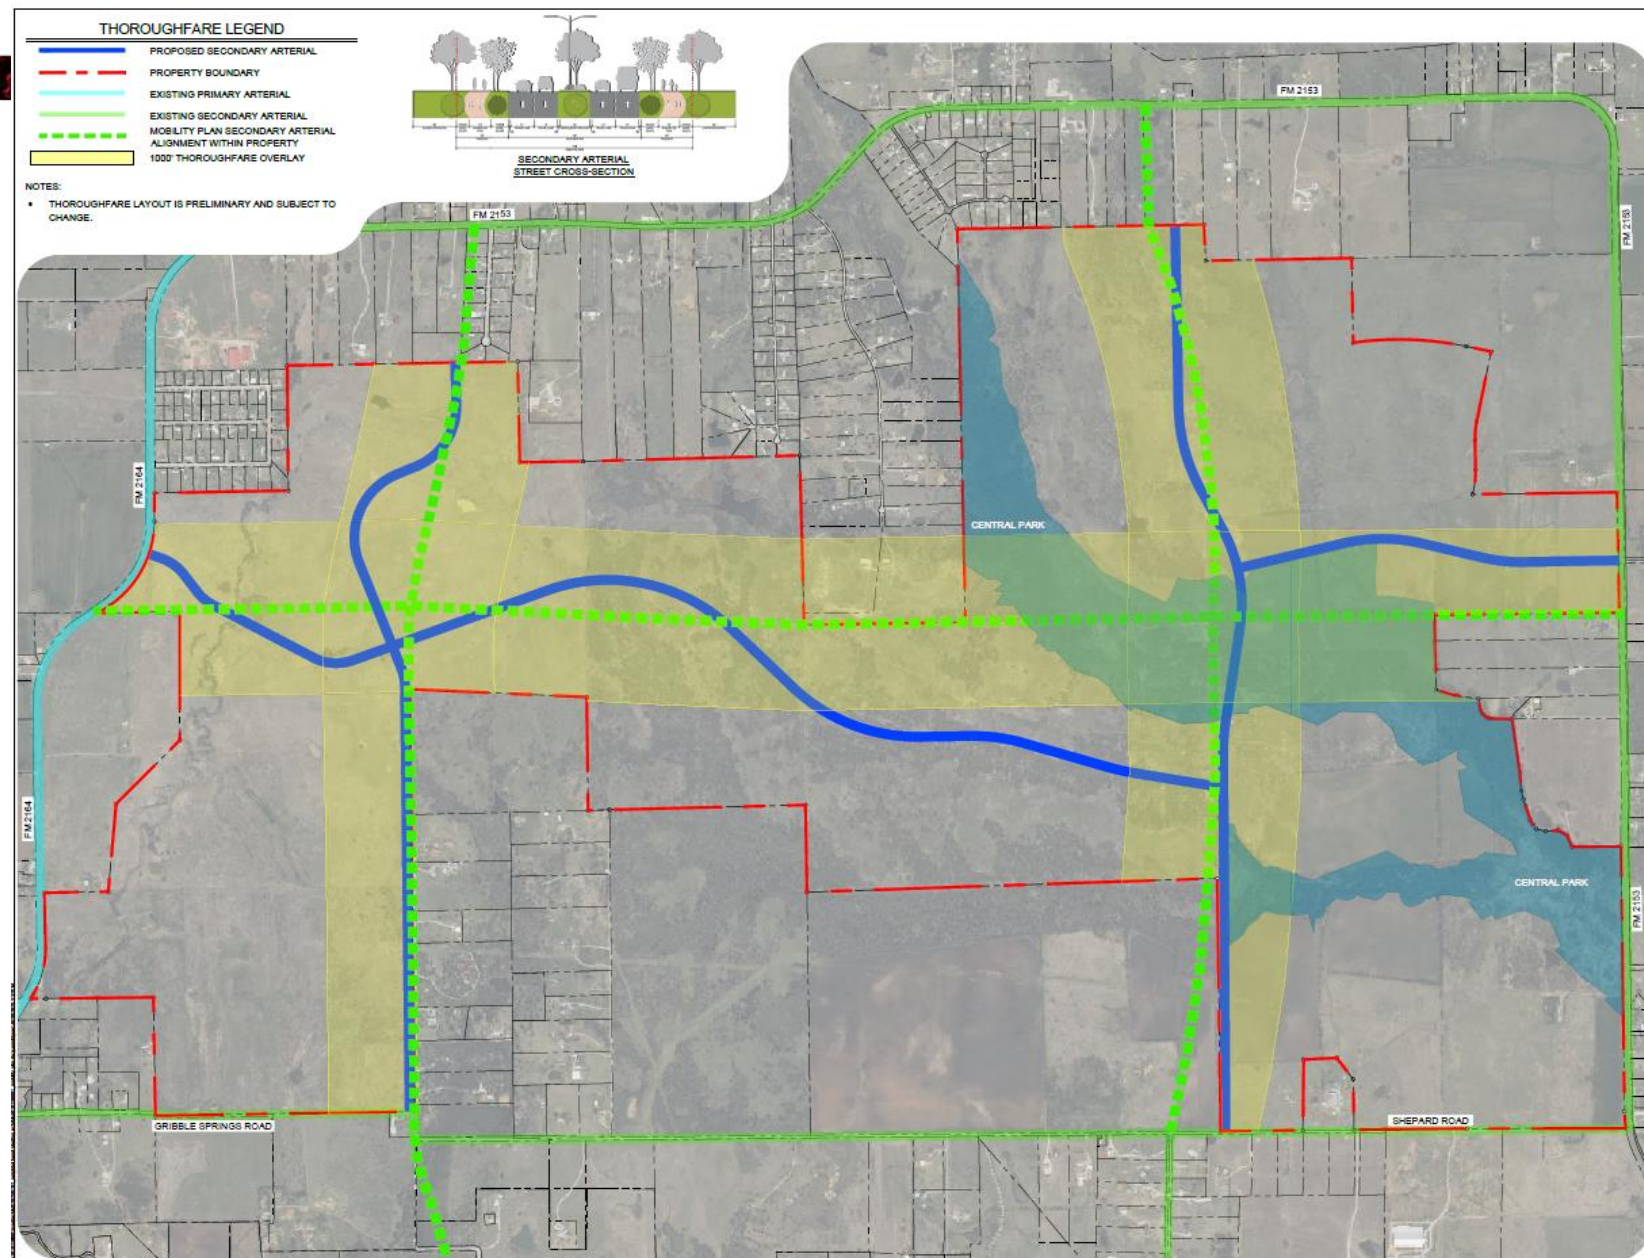 THOROUGHFARE LEGEND
PROPOSED SECONDARY ARTERIAL
PROPERTY BOUNDARY
EXISTING PRIMARY ARTERIAL
EXISTING SECONDARY ARTERIAL
MOBILITY PLAN SECONDARY ARTERIAL
ALIGNMENT WITHIN PROPERTY
1000' THOROUGHFARE OVERLAY
NOTES:
• THOROUGHFARE LAYOUT IS PRELIMINARY AND SUBJECT TO
CHANGE.
SECONDARY ARTERIAL
STREET CROSS-SECTION
FM 2153
FM 2153
FM 2153
FM 2164
CENTRAL PARK
FM 2164
CENTRAL PARK
FM 2153
GRIBBLE SPRINGS ROAD
SHEPARD ROAD